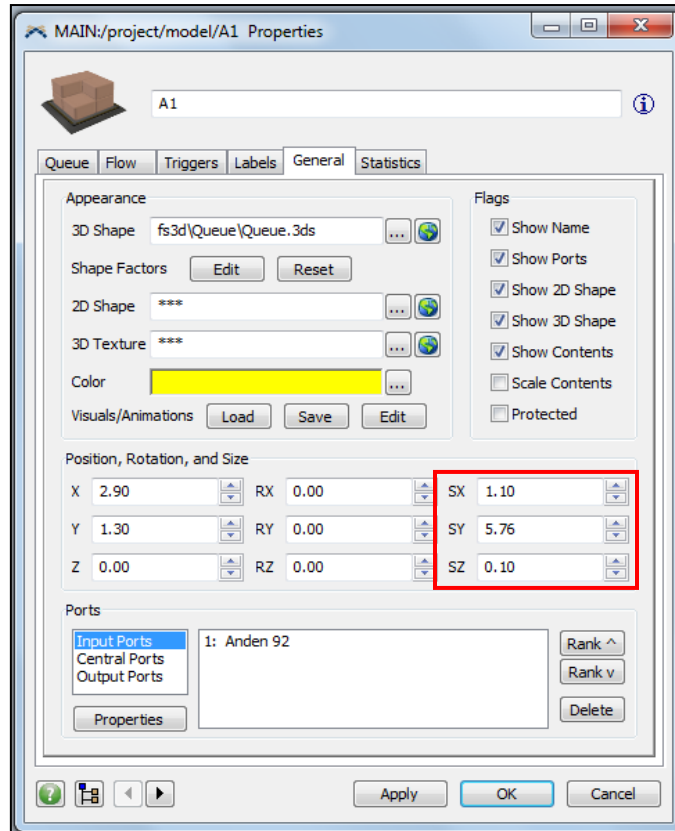 MAIN:/project/model/A1 Properties
A1
Queue Flow Triggers Labels General Statistics
Appearance
3D Shape fs3d\Queue\Queue.3ds ...
Shape Factors Edit Reset
2D Shape *** ...
3D Texture *** ...
Color ...
Visuals/Animations Load Save Edit
Flags
Show Name
Show Ports
Show 2D Shape
Show 3D Shape
Show Contents
Scale Contents
Protected
Position, Rotation, and Size
X 2.90 RX 0.00 SX 1.10
Y 1.30 RY 0.00 SY 5.76
Z 0.00 RZ 0.00 SZ 0.10
Ports
Input Ports
Central Ports
Output Ports
Properties
1: Anden 92
Rank ^
Rank v
Delete
? Apply OK Cancel